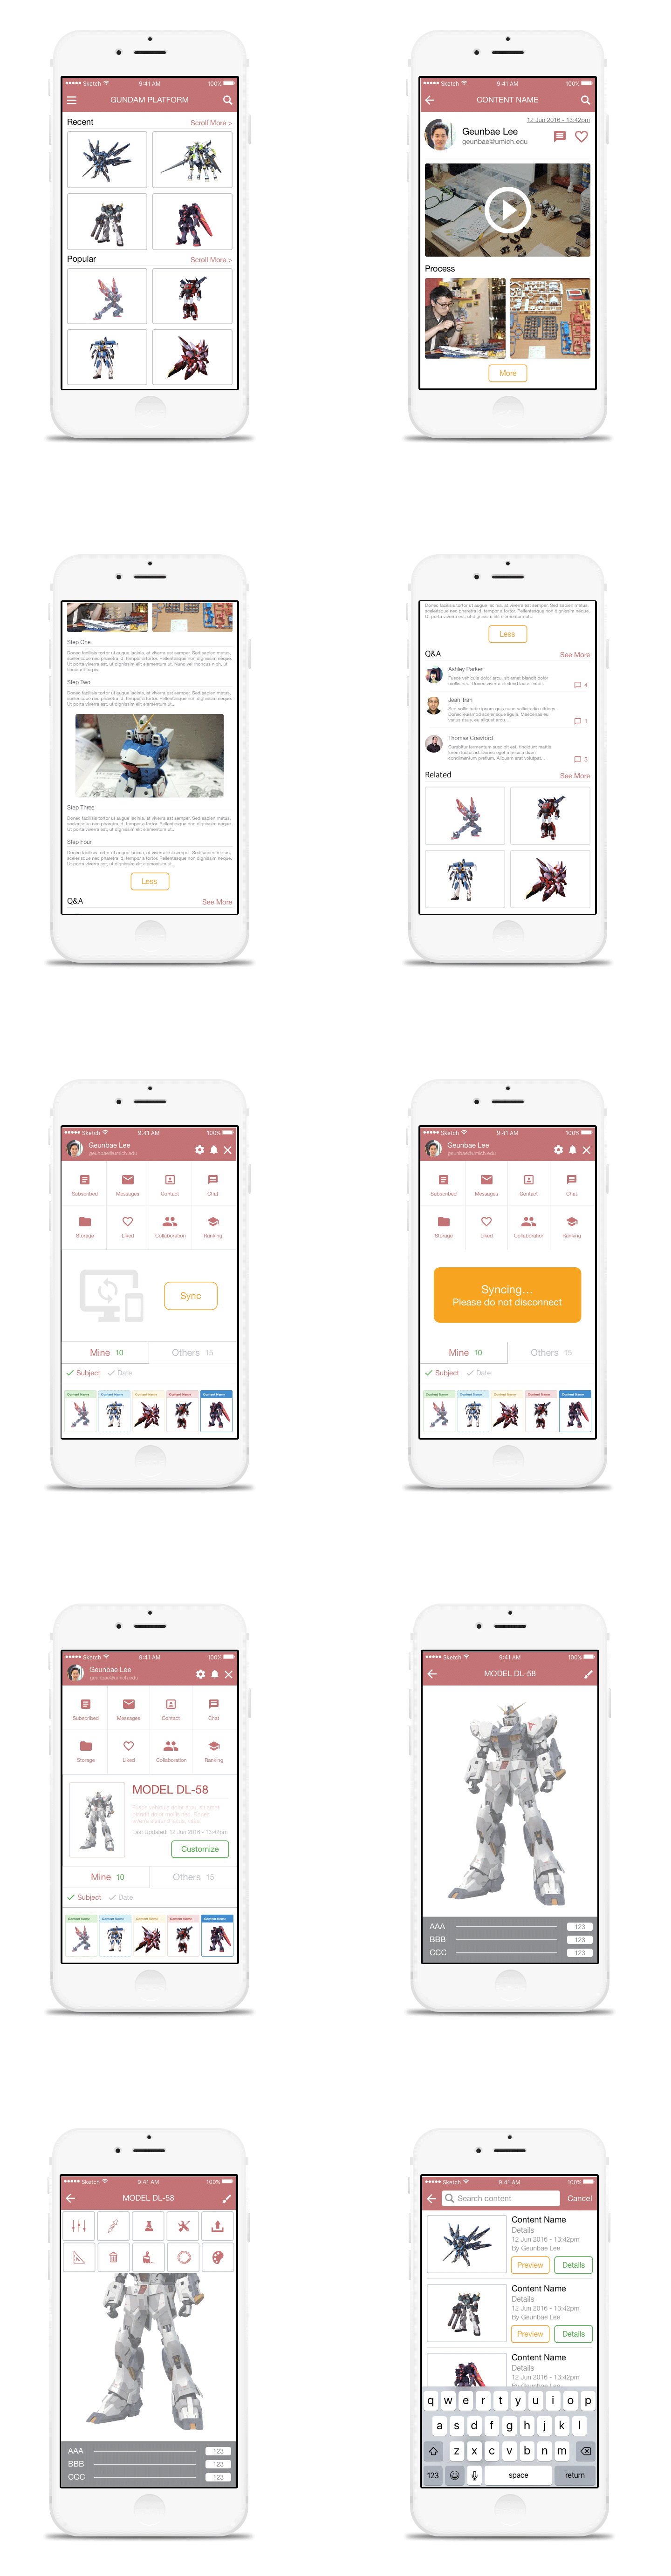 Sketch 9:41 AM 100%
GUNDAM PLATFORM
Recent Scroll More >
Popular Scroll More >
Sketch 9:41 AM 100%
CONTENT NAME
12 Jun 2016 - 13:42pm
Geunbae Lee
geunbae@umich.edu
Process
More
Step One
Donec facilisis tortor ut augue lacinia, at viverra est semper. Sed sapien metus,
scelerisque nec pharetra id, tempor a tortor. Pellentesque non dignissim neque.
Ut porta viverra est, ut dignissim elit elementum ut. Nunc vel rhoncus nibh, ut
tincidunt turpis.
Step Two
Donec facilisis tortor ut augue lacinia, at viverra est semper. Sed sapien metus,
scelerisque nec pharetra id, tempor a tortor. Pellentesque non dignissim neque.
Ut porta viverra est, ut dignissim elit elementum ut...
Step Three
Donec facilisis tortor ut augue lacinia, at viverra est semper. Sed sapien metus,
scelerisque nec pharetra id, tempor a tortor. Pellentesque non dignissim neque.
Ut porta viverra est, ut dignissim elit elementum ut...
Step Four
Donec facilisis tortor ut augue lacinia, at viverra est semper. Sed sapien metus,
scelerisque nec pharetra id, tempor a tortor. Pellentesque non dignissim neque.
Ut porta viverra est, ut dignissim elit elementum ut...
Less
Q&A See More
Donec facilisis tortor ut augue lacinia, at viverra est semper. Sed sapien metus,
scelerisque nec pharetra id, tempor a tortor. Pellentesque non dignissim neque.
Ut porta viverra est, ut dignissim elit elementum ut...
Less
Q&A See More
Ashley Parker
Fusce vehicula dolor arcu, sit amet blandit dolor
mollis nec. Donec viverra eleifend lacus, vitae.
4
Jean Tran
Sed sollicitudin ipsum quis nunc sollicitudin ultrices.
Donec euismod scelerisque ligula. Maecenas eu
varius risus, eu aliquet arcu...
1
Thomas Crawford
Curabitur fermentum suscipit est, tincidunt mattis
lorem luctus id. Donec eget massa a diam
condimentum pretium. Aliquam erat volutpat...
3
Related See More
Sketch 9:41 AM 100%
Geunbae Lee
geunbae@umich.edu
Subscribed Messages Contact Chat
Storage Liked Collaboration Ranking
Sync
Mine 10 Others 15
Subject Date
Content Name Content Name Content Name Content Name Content Name
Sketch 9:41 AM 100%
Geunbae Lee
geunbae@umich.edu
Subscribed Messages Contact Chat
Storage Liked Collaboration Ranking
Syncing...
Please do not disconnect
Mine 10 Others 15
Subject Date
Content Name Content Name Content Name Content Name Content Name
Sketch 9:41 AM 100%
Geunbae Lee
geunbae@umich.edu
Subscribed Messages Contact Chat
Storage Liked Collaboration Ranking
MODEL DL-58
Fusce vehicula dolor arcu, sit amet
blandit dolor mollis nec. Donec
viverra eleifend lacus, vitae.
Last Updated: 12 Jun 2016 - 13:42pm
Customize
Mine 10 Others 15
Subject Date
Content Name Content Name Content Name Content Name Content Name
Sketch 9:41 AM 100%
MODEL DL-58
AAA 123
BBB 123
CCC 123
Sketch 9:41 AM 100%
MODEL DL-58
AAA 123
BBB 123
CCC 123
Sketch 9:41 AM 100%
Search content Cancel
Content Name
Details
12 Jun 2016 - 13:42pm
By Geunbae Lee
Preview Details
Content Name
Details
12 Jun 2016 - 13:42pm
By Geunbae Lee
Preview Details
Content Name
Details
12 Jun 2016 - 13:42pm
By Geunbae Lee
q w e r t y u i o p
a s d f g h j k l
z x c v b n m
123 space return